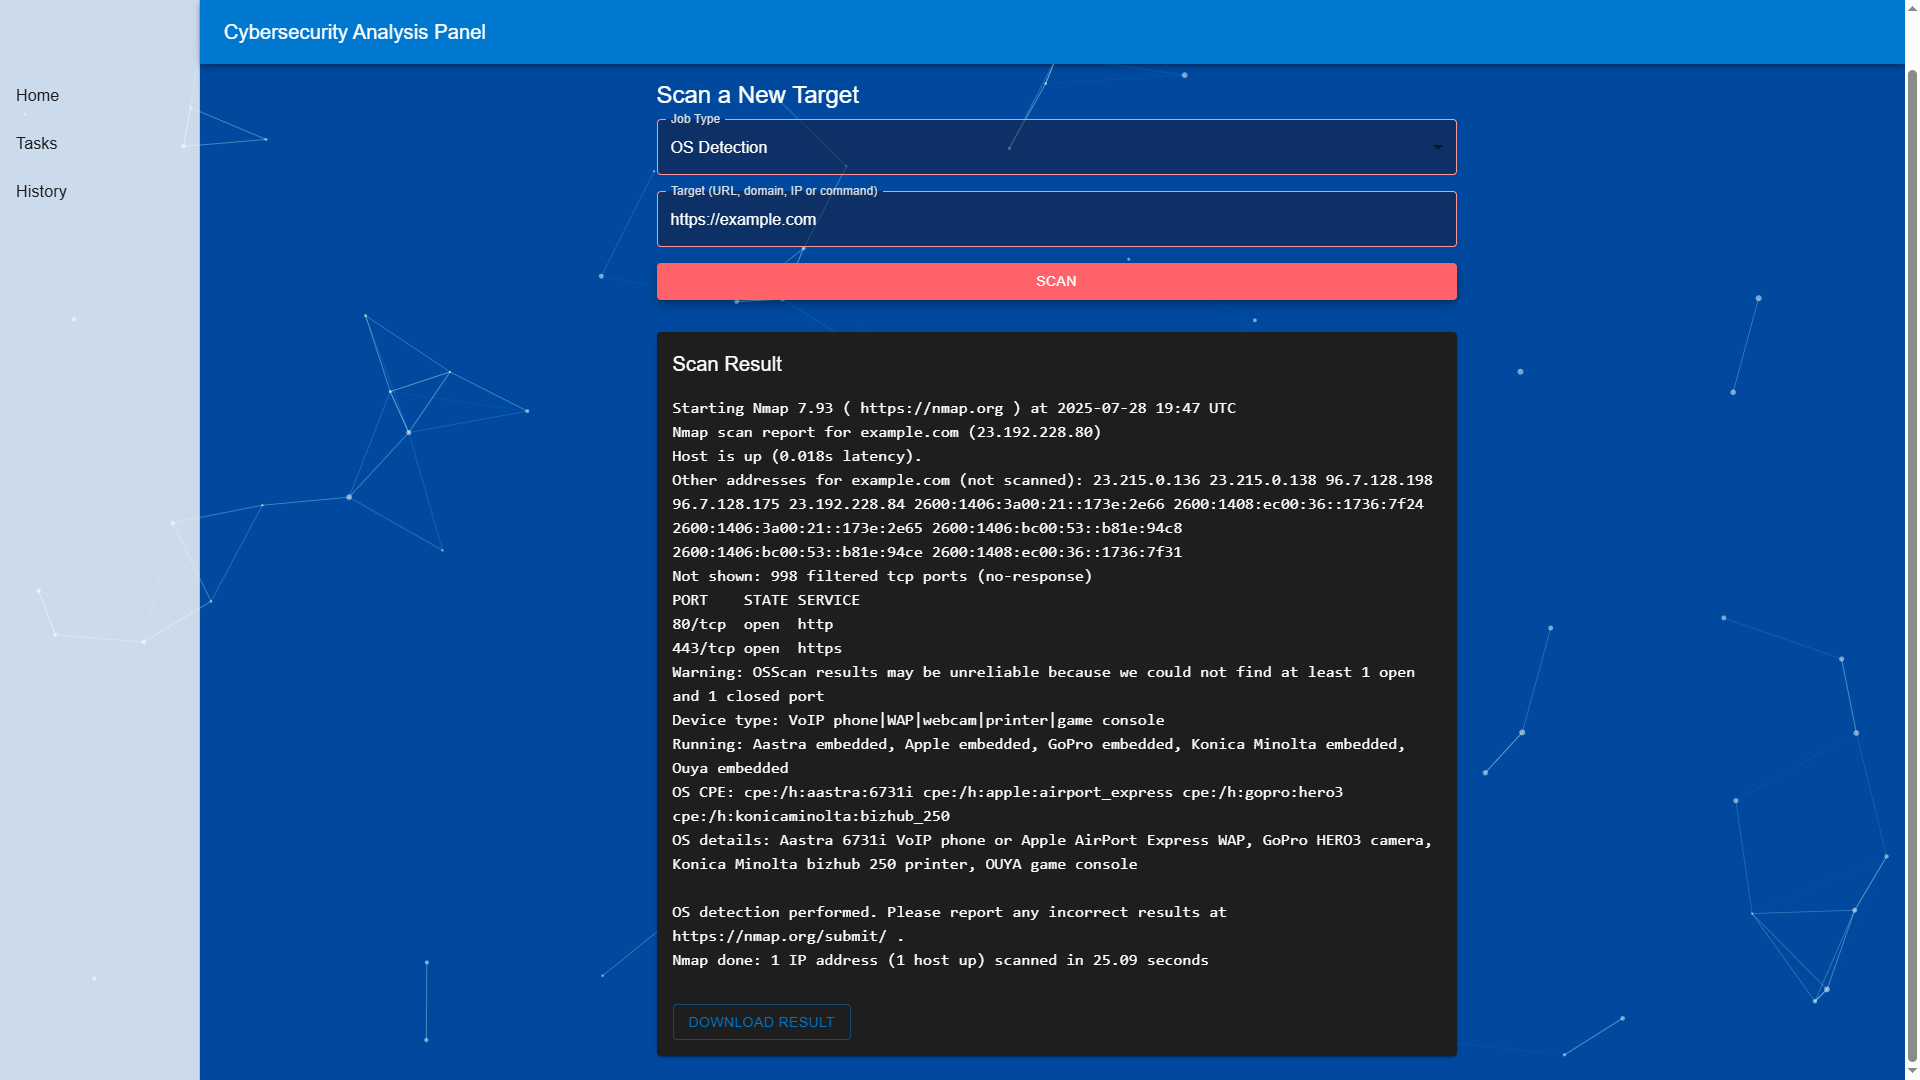 Cybersecurity Analysis Panel
Home
Tasks
History
Scan a New Target
Job Type
OS Detection
Target (URL, domain, IP or command)
https://example.com
SCAN
Scan Result
Starting Nmap 7.93 ( https://nmap.org ) at 2025-07-28 19:47 UTC
Nmap scan report for example.com (23.192.228.80)
Host is up (0.018s latency).
Other addresses for example.com (not scanned): 23.215.0.136 23.215.0.138 96.7.128.198
96.7.128.175 23.192.228.84 2600:1406:3a00:21::173e:2e66 2600:1408:ec00:36::1736:7f24
2600:1406:3a00:21::173e:2e65 2600:1406:bc00:53::b81e:94c8
2600:1406:bc00:53::b81e:94ce 2600:1408:ec00:36::1736:7f31
Not shown: 998 filtered tcp ports (no-response)
PORT    STATE SERVICE
80/tcp  open  http
443/tcp open  https
Warning: OSScan results may be unreliable because we could not find at least 1 open
and 1 closed port
Device type: VoIP phone|WAP|webcam|printer|game console
Running: Aastra embedded, Apple embedded, GoPro embedded, Konica Minolta embedded,
Ouya embedded
OS CPE: cpe:/h:aastra:6731i cpe:/h:apple:airport_express cpe:/h:gopro:hero3
cpe:/h:konicaminolta:bizhub_250
OS details: Aastra 6731i VoIP phone or Apple AirPort Express WAP, GoPro HERO3 camera,
Konica Minolta bizhub 250 printer, OUYA game console
OS detection performed. Please report any incorrect results at
https://nmap.org/submit/ .
Nmap done: 1 IP address (1 host up) scanned in 25.09 seconds
DOWNLOAD RESULT